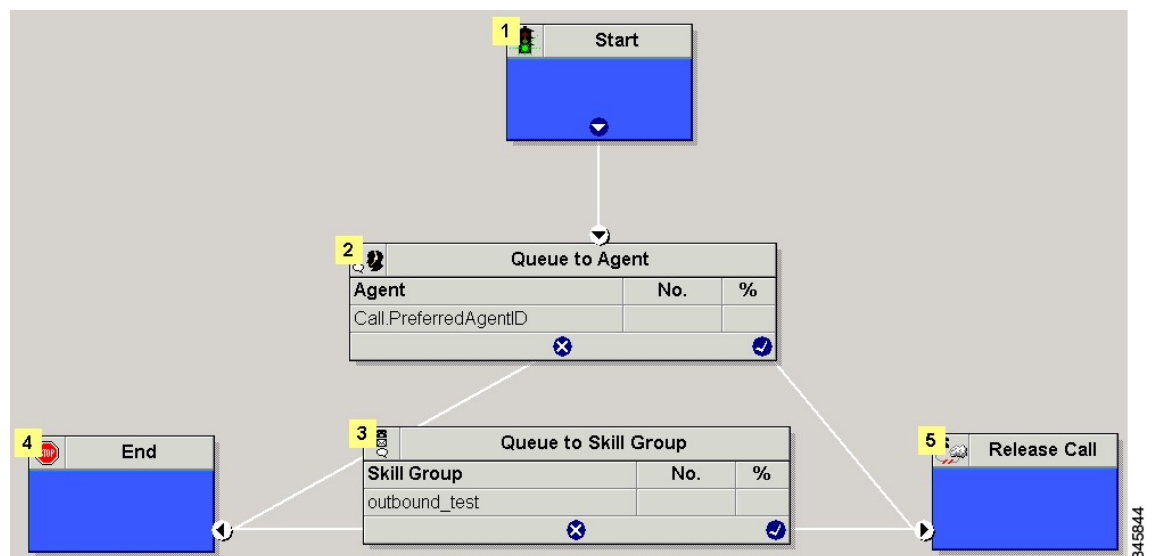 1
Start
2
Queue to Agent
Agent No. %
Call.PreferredAgentID
3
Queue to Skill Group
Skill Group No. %
outbound_test
4
STOP
End
5
Release Call
345844